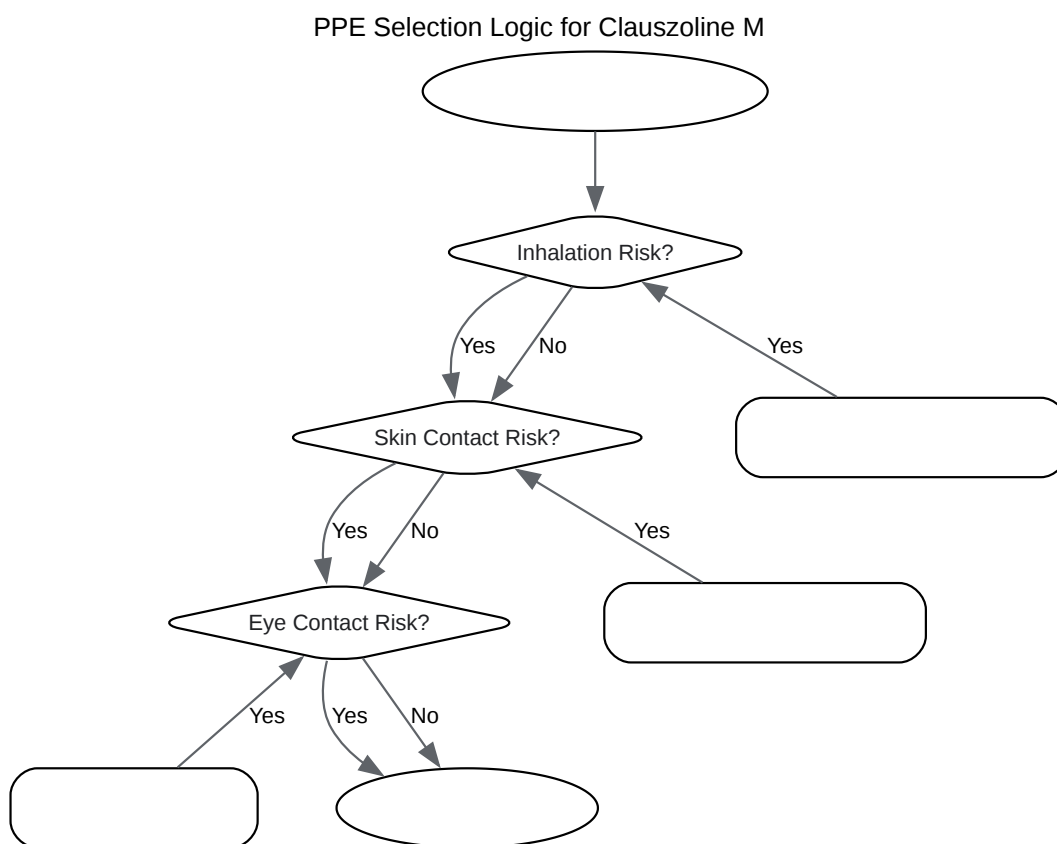 PPE Selection Logic for Clauszoline M
Inhalation Risk?
Yes
No
Yes
Skin Contact Risk?
Yes
No
Yes
Eye Contact Risk?
Yes
Yes
No